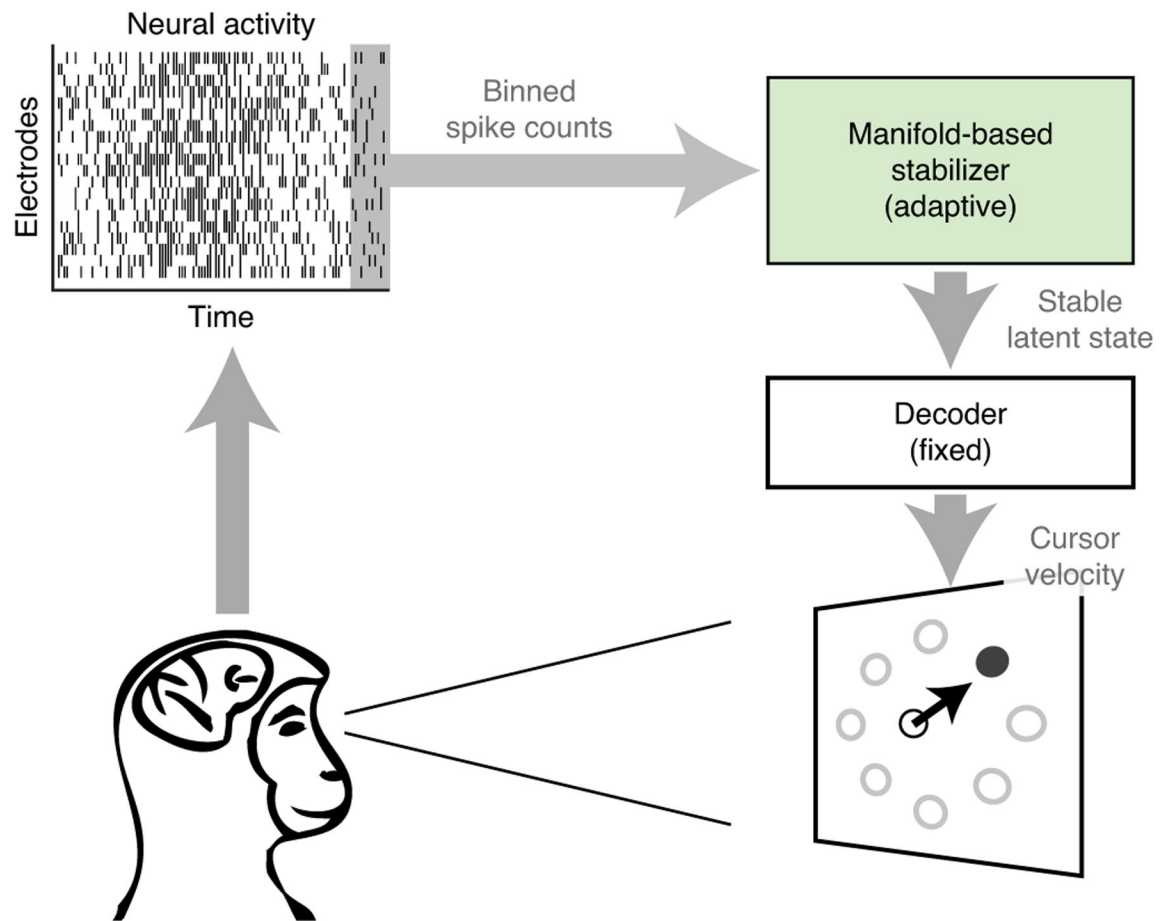 Neural activity
Electrodes
Time
Binned
spike counts
Manifold-based
stabilizer
(adaptive)
Stable
latent state
Decoder
(fixed)
Cursor
velocity